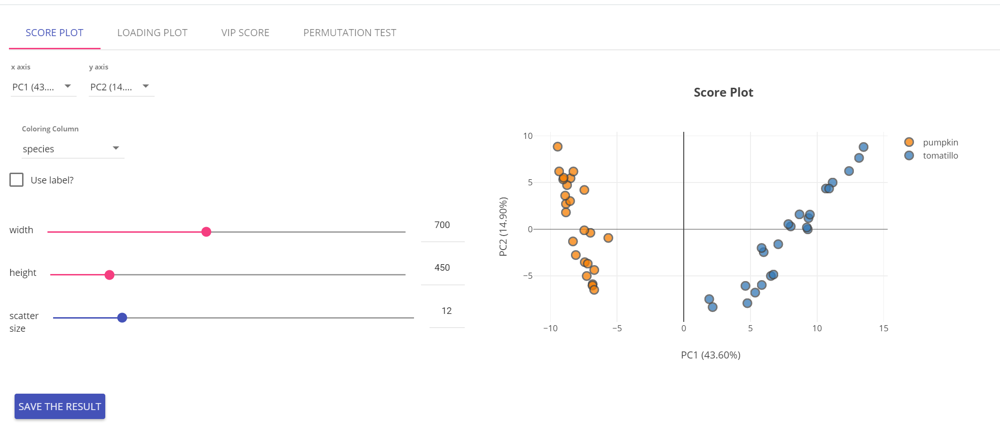 SCORE PLOT
LOADING PLOT
VIP SCORE
PERMUTATION TEST
x axis
y axis
PC1 (43....
PC2 (14....
Coloring Column
species
Use label?
width
700
height
450
scatter
size
12
SAVE THE RESULT
Score Plot
10
5
0
−5
PC2 (14.90%)
−10
−5
0
5
10
15
PC1 (43.60%)
pumpkin
tomatillo